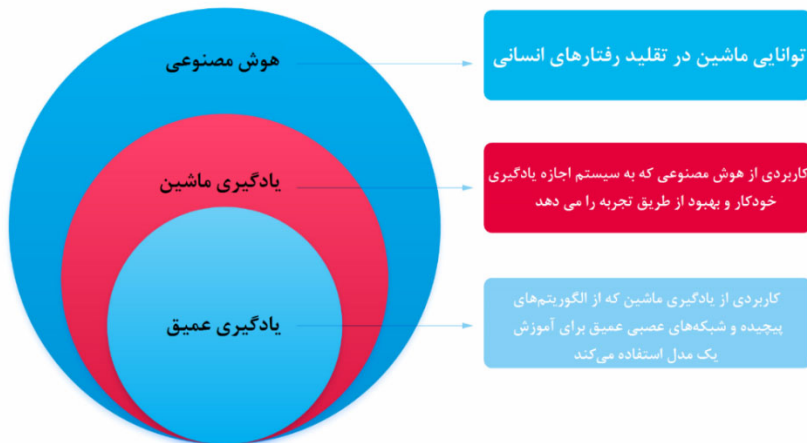 هوش مصنوعی
توانایی ماشین در تقلید رفتارهای انسانی
یادگیری ماشین
کاربردی از هوش مصنوعی که به سیستم اجازه یادگیری
خودکار و بهبود از طریق تجربه را می دهد
یادگیری عمیق
کاربردی از یادگیری ماشین که از الگوریتم‌های
پیچیده و شبکه‌های عصبی عمیق برای آموزش
یک مدل استفاده می‌کند